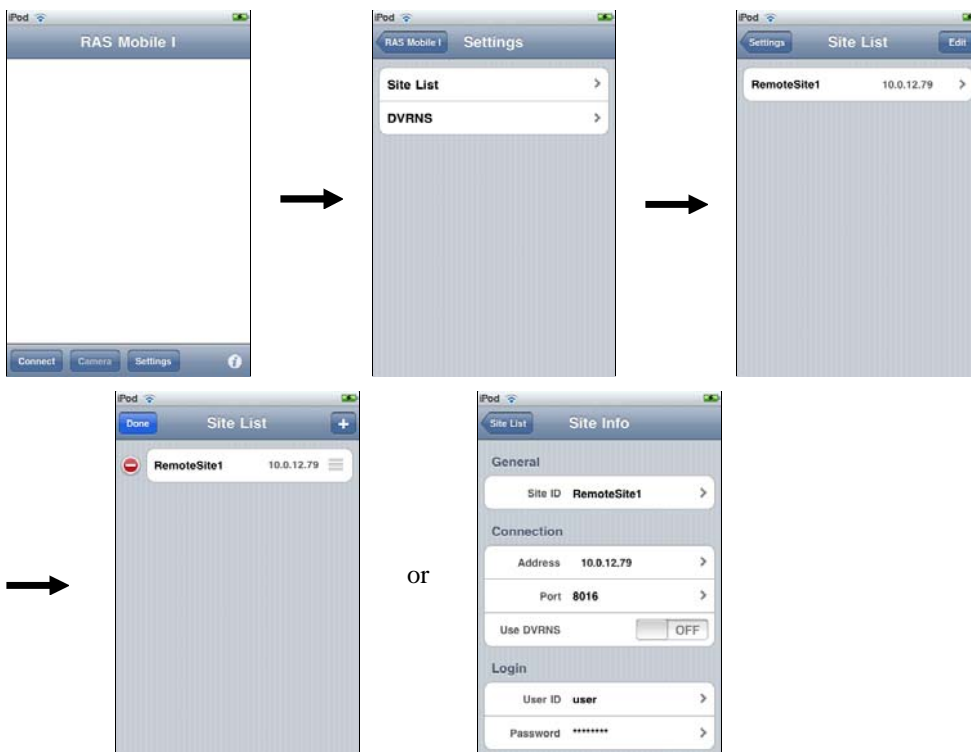 iPod
RAS Mobile I
Connect Camera Settings
iPod
RAS Mobile I Settings
Site List
DVRNS
iPod
Settings Site List Edit
RemoteSite1 10.0.12.79
iPod
Done Site List +
RemoteSite1 10.0.12.79
or
iPod
Site List Site Info
General
Site ID RemoteSite1
Connection
Address 10.0.12.79
Port 8016
Use DVRNS OFF
Login
User ID user
Password ********